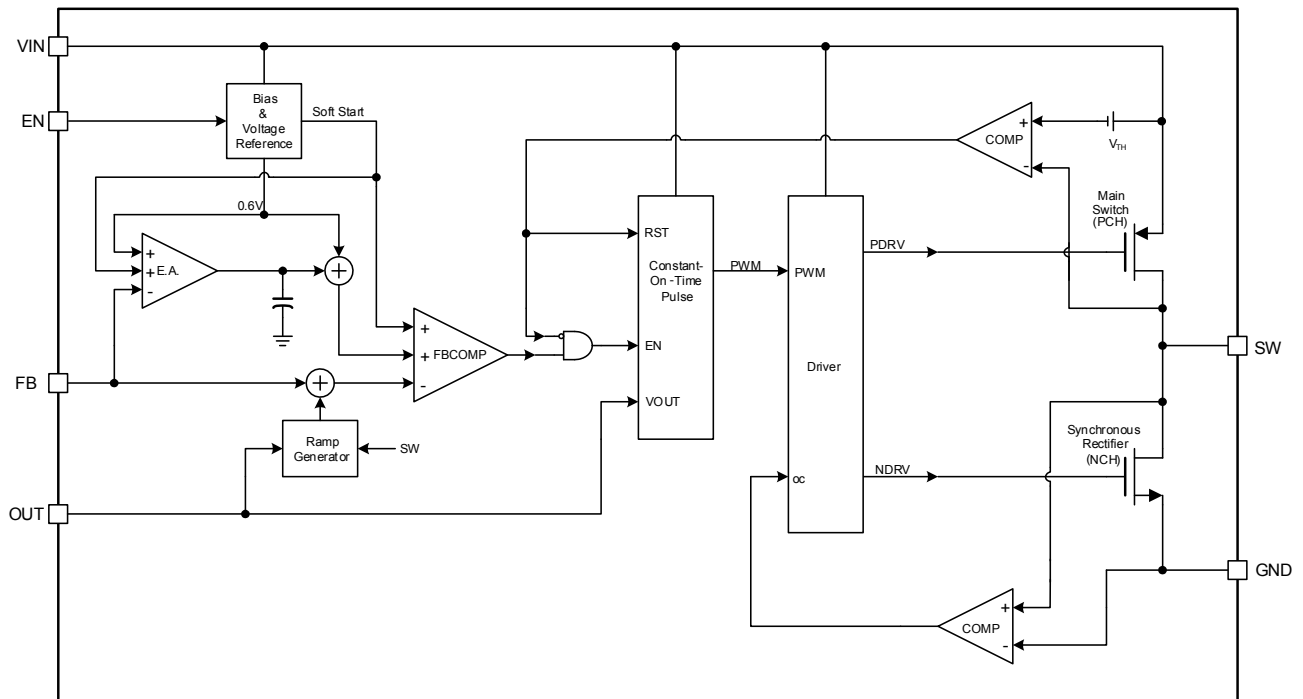 VIN
EN
Bias
&
Voltage
Reference
Soft Start
0.6V
+
+
-
E.A.
+
FB
+
+
+
-
FBCOMP
Ramp
Generator
SW
OUT
RST
Constant-
On -Time
Pulse
EN
VOUT
PWM
PWM
Driver
oc
PDRV
NDRV
+
-
COMP
VTH
Main
Switch
(PCH)
SW
Synchronous
Rectifier
(NCH)
GND
+
-
COMP